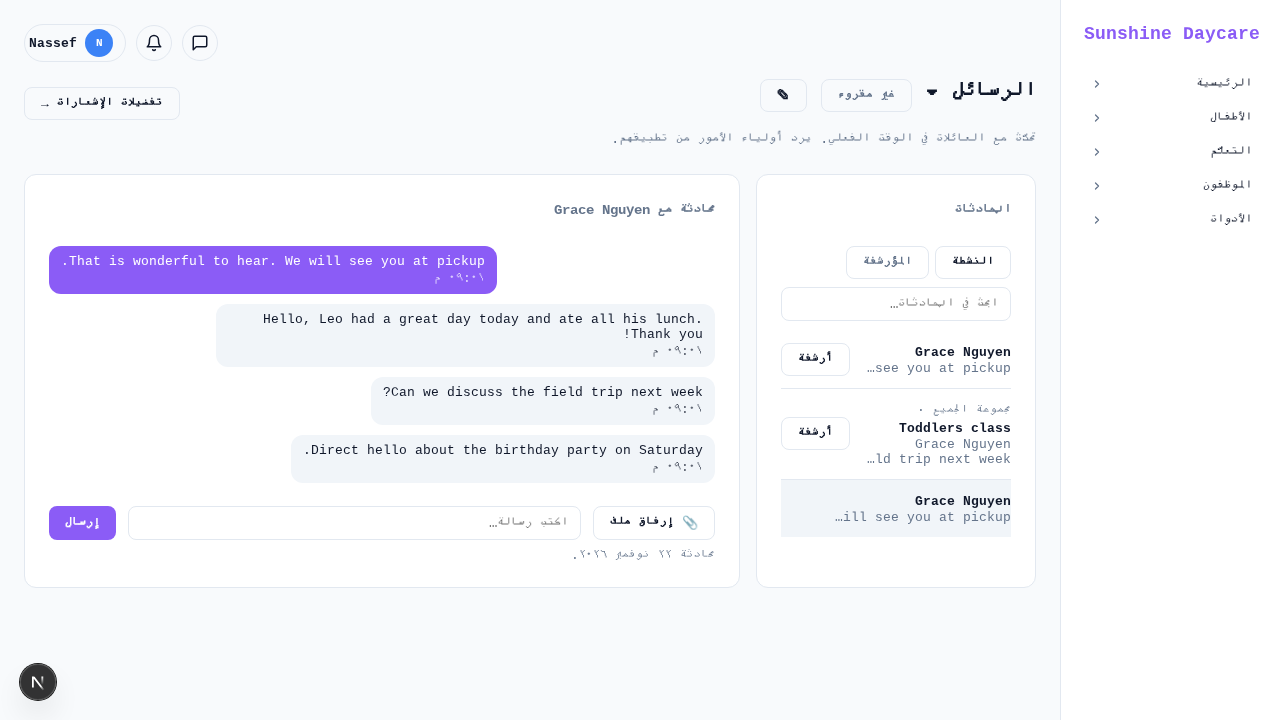 Sunshine Daycare
الرئيسية
الأطفال
التعلّم
الموظفون
الأدوات
Nassef
N
الرسائل
غير مقروء
تفضيلات الإشعارات →
تحدّث مع العائلات في الوقت الفعلي. يرد أولياء الأمور من تطبيقهم.
المحادثات
النشطة
المؤرشفة
ابحث في المحادثات…
Grace Nguyen
see you at pickup…
أرشفة
مجموعة الجميع ·
Toddlers class
Grace Nguyen
ld trip next week…
أرشفة
Grace Nguyen
ill see you at pickup…
محادثة مع Grace Nguyen
That is wonderful to hear. We will see you at pickup.
٠٩:٠١ م
Hello, Leo had a great day today and ate all his lunch.
Thank you!
٠٩:٠١ م
Can we discuss the field trip next week?
٠٩:٠١ م
Direct hello about the birthday party on Saturday.
٠٩:٠١ م
📎 إرفاق ملف
اكتب رسالة…
إرسال
محادثة ٢٢ نوفمبر ٢٠٢٦.
N